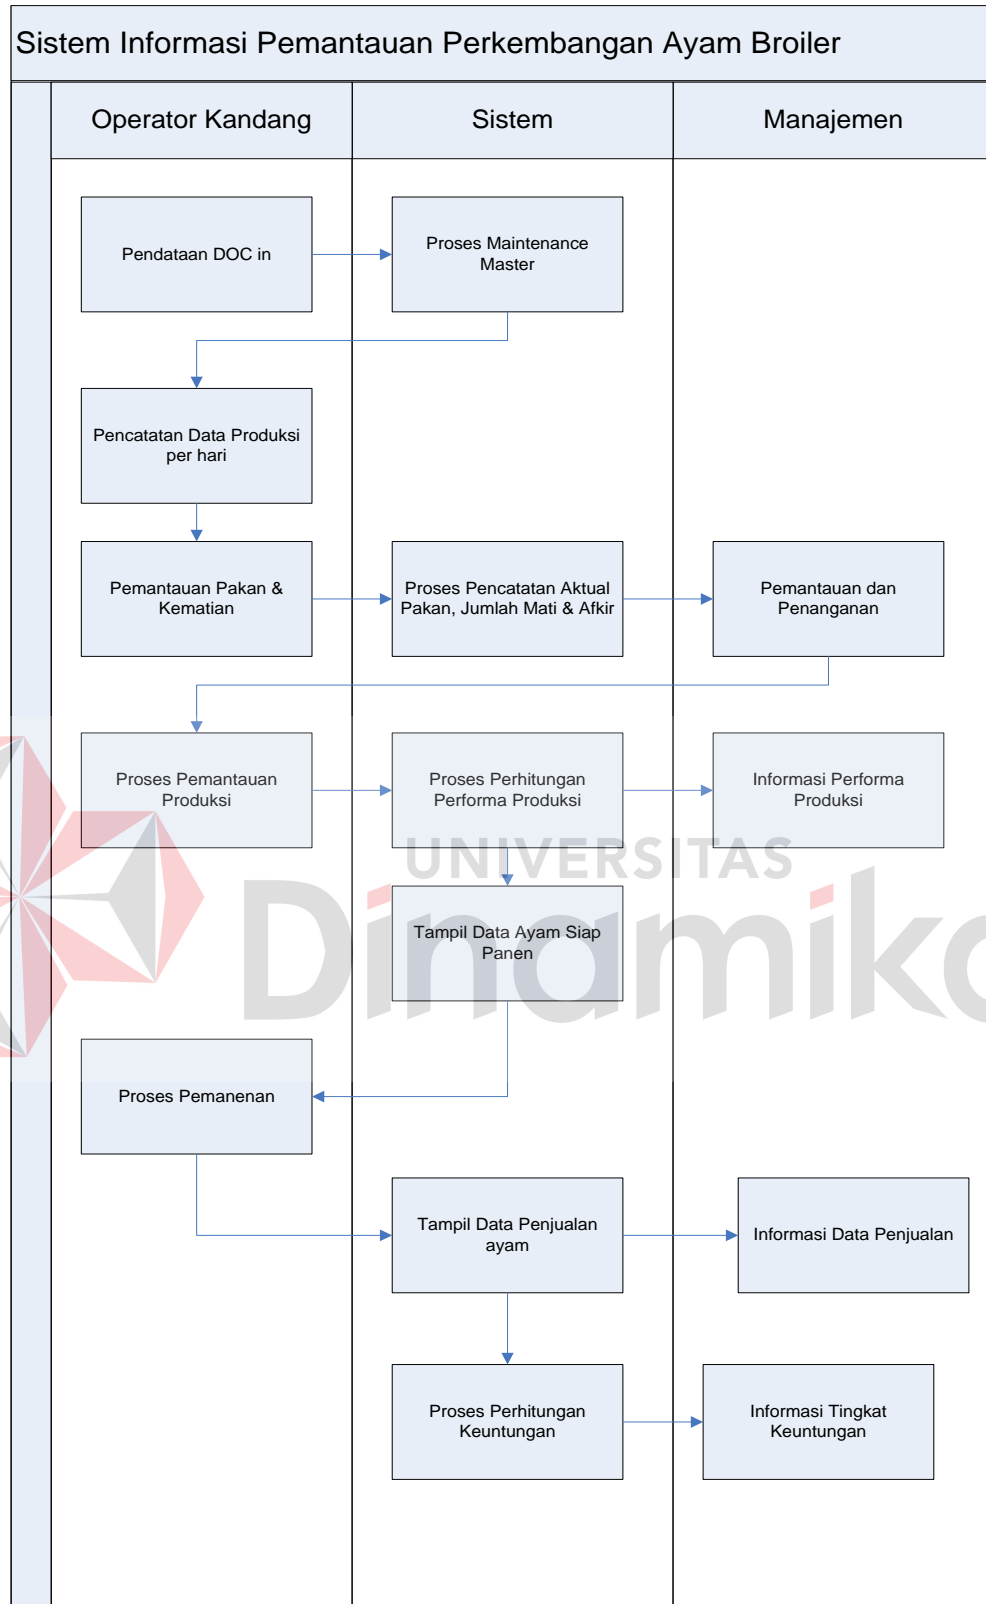 Sistem Informasi Pemantauan Perkembangan Ayam Broiler
Operator Kandang
Sistem
Manajemen
Pendataan DOC in
Proses Maintenance
Master
Pencatatan Data Produksi
per hari
Pemantauan Pakan &
Kematian
Proses Pencatatan Aktual
Pakan, Jumlah Mati & Afkir
Pemantauan dan
Penanganan
Proses Pemantauan
Produksi
Proses Perhitungan
Performa Produksi
Informasi Performa
Produksi
UNIVERSITAS
Dinamika
Tampil Data Ayam Siap
Panen
Proses Pemanenan
Tampil Data Penjualan
ayam
Informasi Data Penjualan
Proses Perhitungan
Keuntungan
Informasi Tingkat
Keuntungan